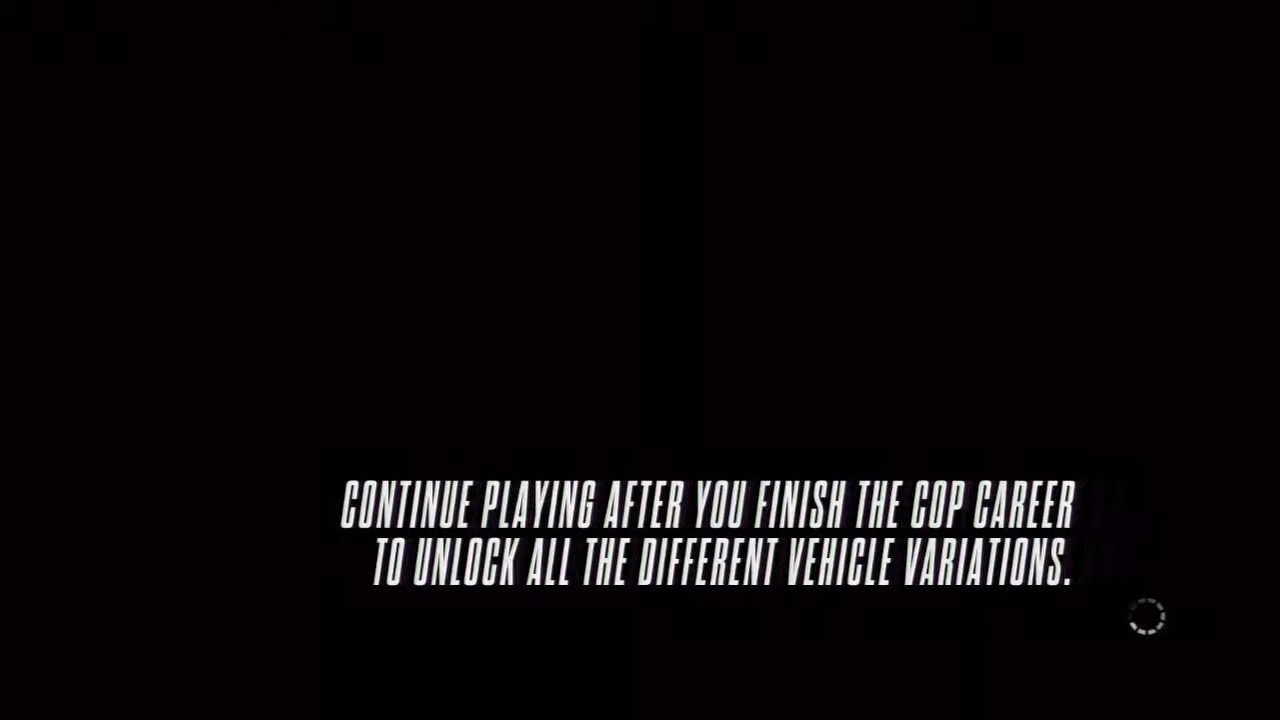 CONTINUE PLAYING AFTER YOU FINISH THE COP CAREER
TO UNLOCK ALL THE DIFFERENT VEHICLE VARIATIONS.